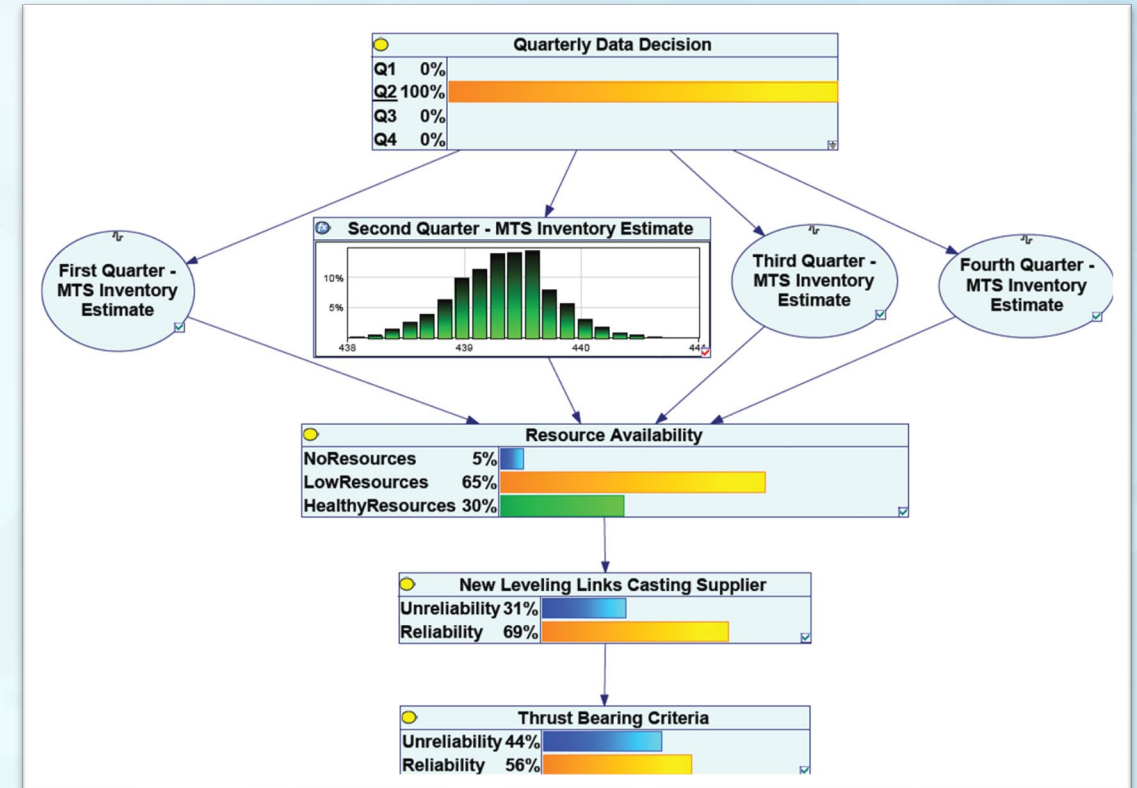 Quarterly Data Decision
Q1 0%
Q2 100%
Q3 0%
Q4 0%
First Quarter -
MTS Inventory
Estimate
Second Quarter - MTS Inventory Estimate
10%
5%
438 439 440
Third Quarter -
MTS Inventory
Estimate
Fourth Quarter -
MTS Inventory
Estimate
Resource Availability
NoResources 5%
LowResources 65%
HealthyResources 30%
New Leveling Links Casting Supplier
Unreliability 31%
Reliability 69%
Thrust Bearing Criteria
Unreliability 44%
Reliability 56%